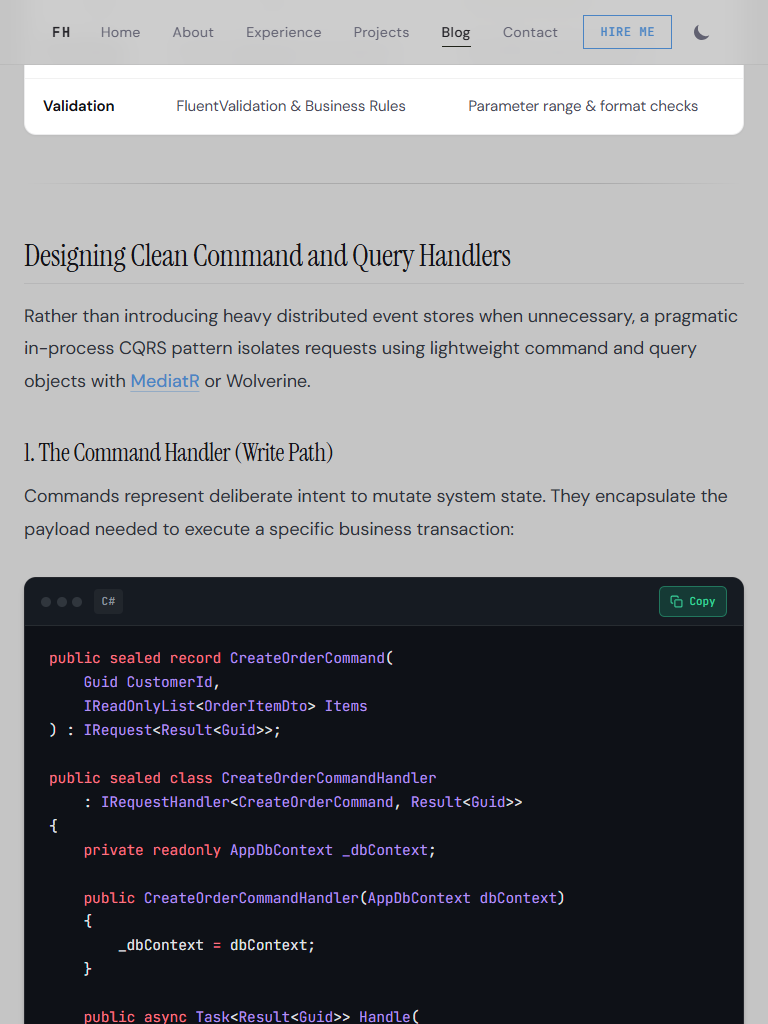 FH Home About Experience Projects Blog Contact HIRE ME
Validation FluentValidation & Business Rules Parameter range & format checks
Designing Clean Command and Query Handlers
Rather than introducing heavy distributed event stores when unnecessary, a pragmatic
in-process CQRS pattern isolates requests using lightweight command and query
objects with MediatR or Wolverine.
1. The Command Handler (Write Path)
Commands represent deliberate intent to mutate system state. They encapsulate the
payload needed to execute a specific business transaction:
C# Copy
public sealed record CreateOrderCommand(
    Guid CustomerId,
    IReadOnlyList<OrderItemDto> Items
) : IRequest<Result<Guid>>;
public sealed class CreateOrderCommandHandler
    : IRequestHandler<CreateOrderCommand, Result<Guid>>
{
    private readonly AppDbContext _dbContext;
    public CreateOrderCommandHandler(AppDbContext dbContext)
    {
        _dbContext = dbContext;
    }
    public async Task<Result<Guid>> Handle(